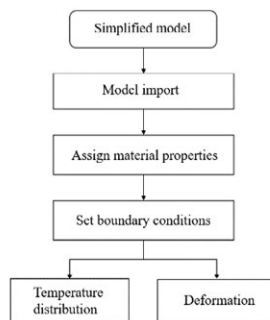 Simplified model
Model import
Assign material properties
Set boundary conditions
Temperature
distribution
Deformation